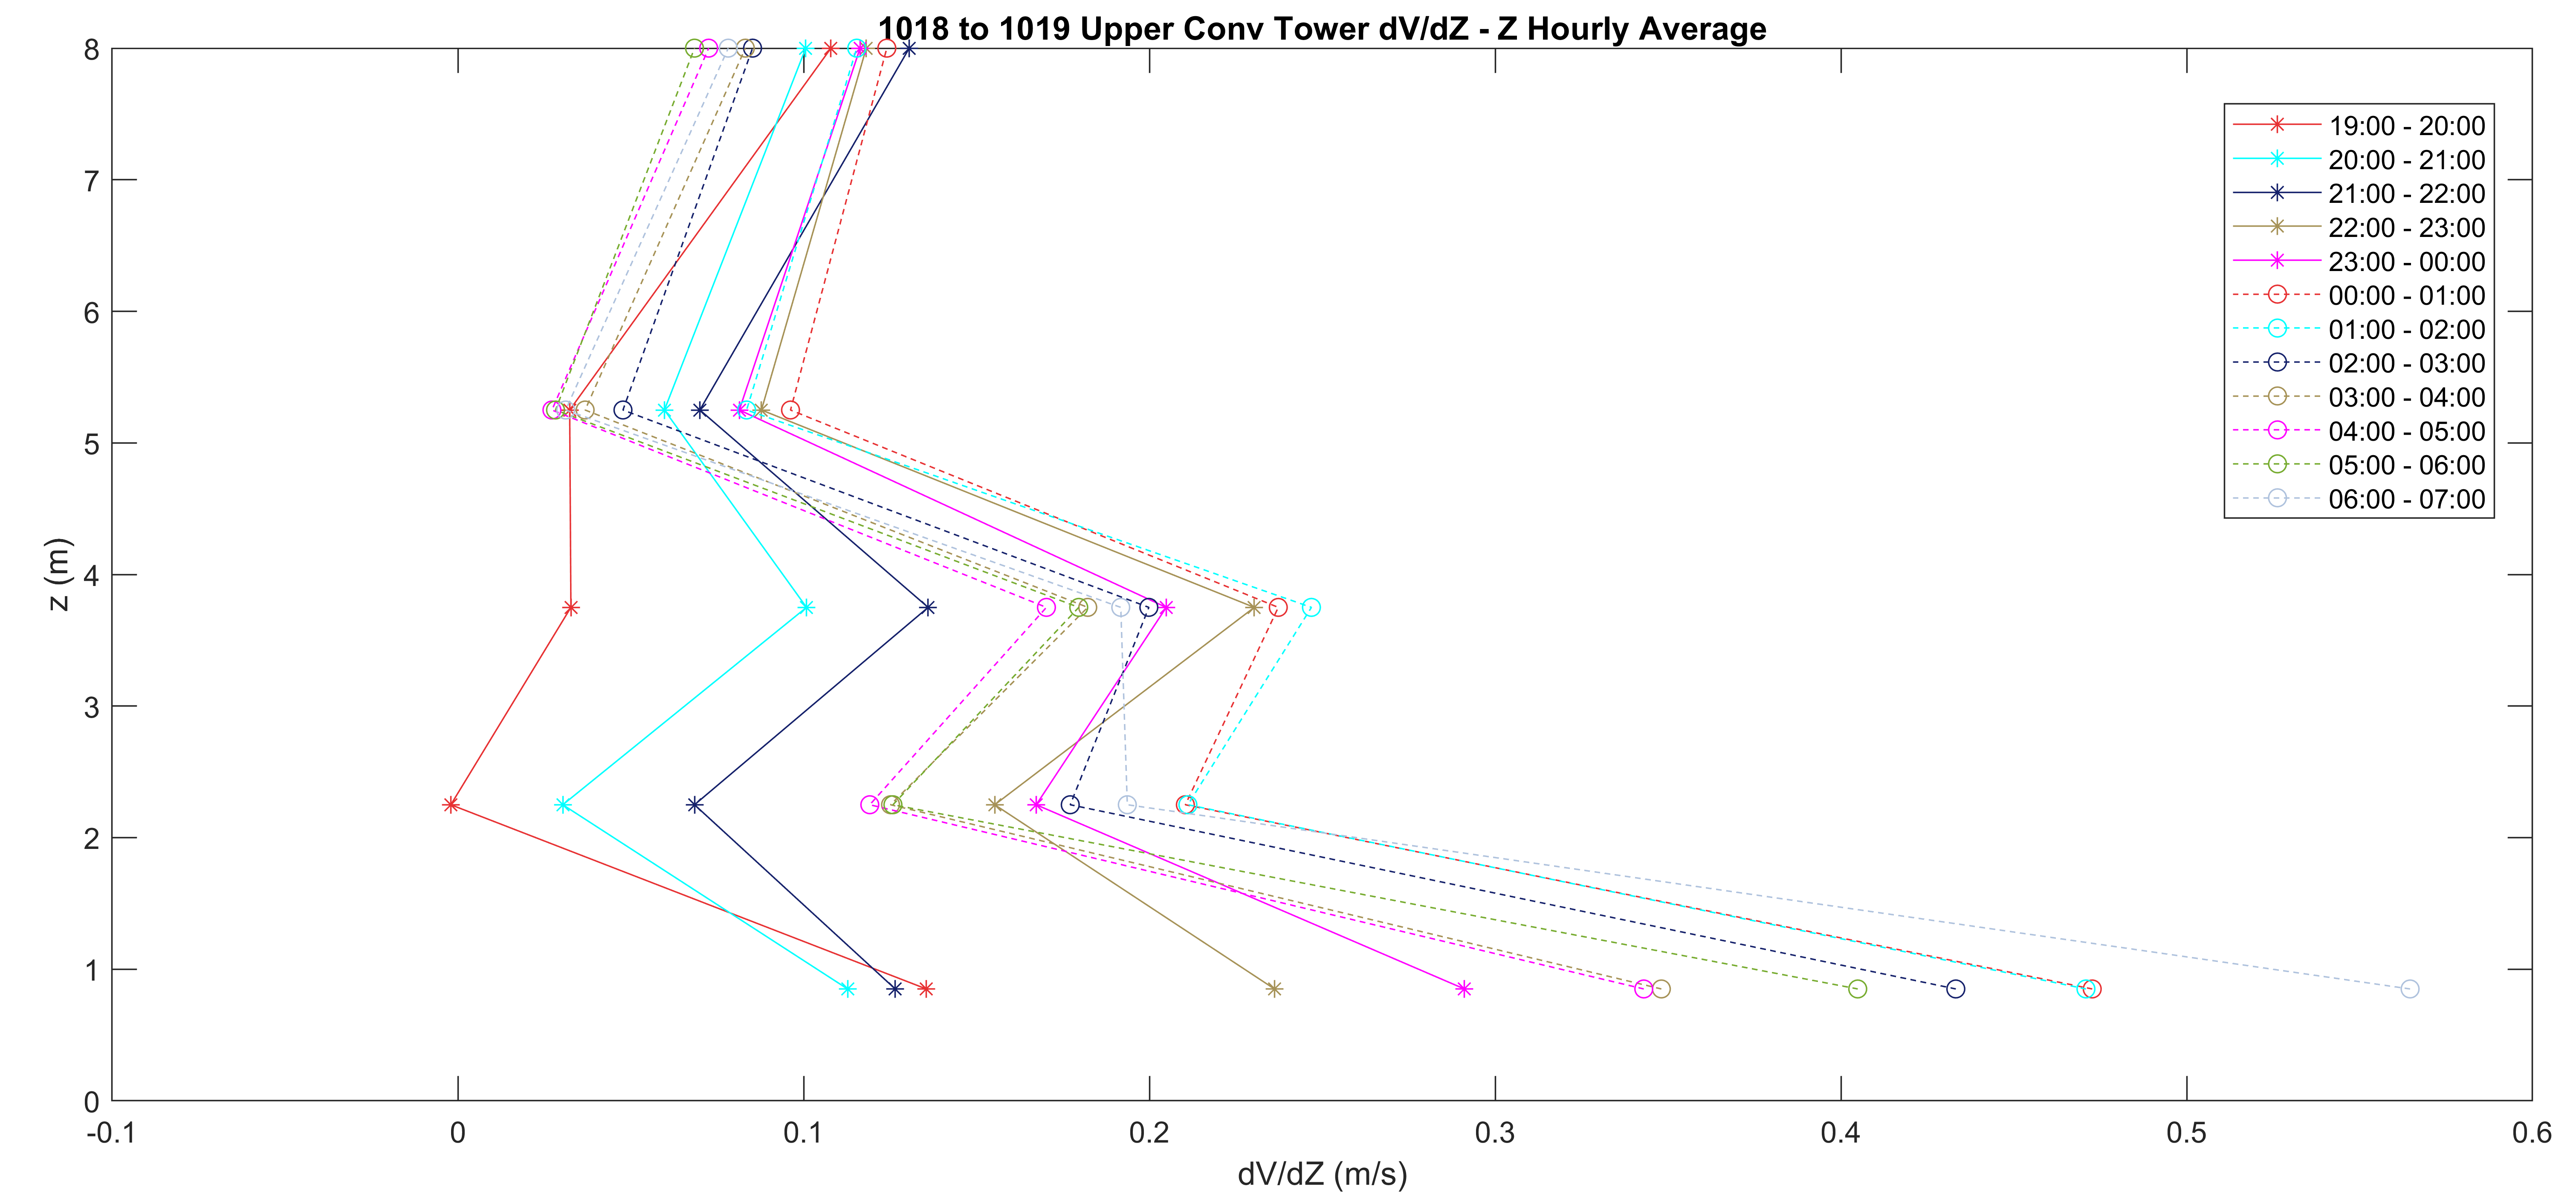 1018 to 1019 Upper Conv Tower dV/dZ - Z Hourly Average
8
7
6
5
4
3
2
1
0
z (m)
-0.1 0 0.1 0.2 0.3 0.4 0.5 0.6
dV/dZ (m/s)
19:00 - 20:00
20:00 - 21:00
21:00 - 22:00
22:00 - 23:00
23:00 - 00:00
00:00 - 01:00
01:00 - 02:00
02:00 - 03:00
03:00 - 04:00
04:00 - 05:00
05:00 - 06:00
06:00 - 07:00